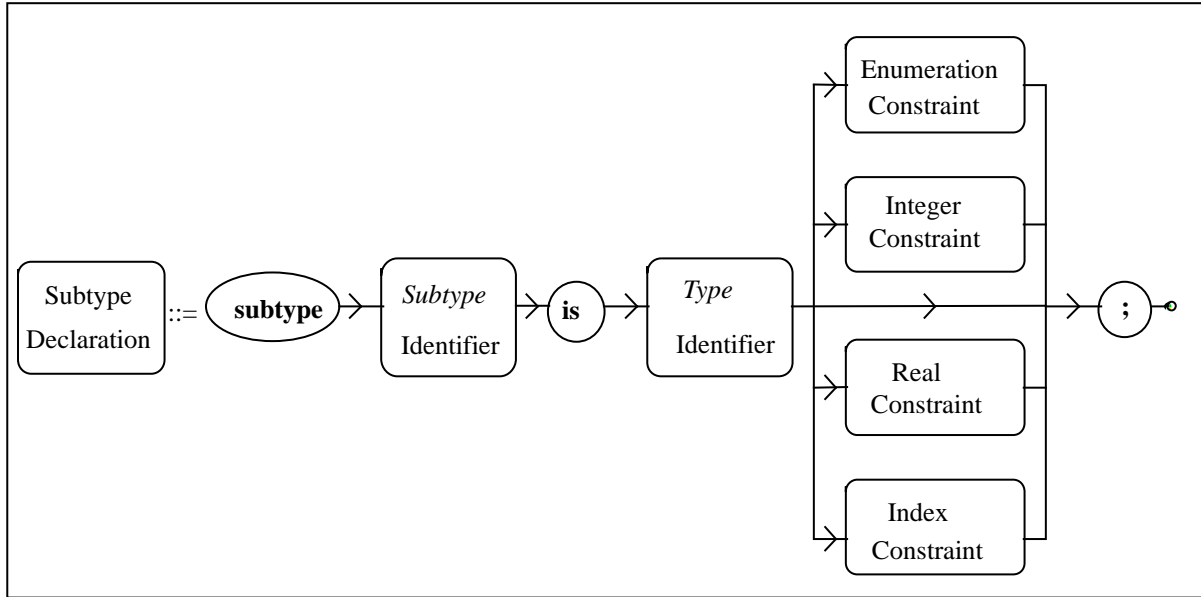 Subtype
Declaration
::=
subtype
Subtype
Identifier
is
Type
Identifier
Enumeration
Constraint
Integer
Constraint
Real
Constraint
Index
Constraint
;